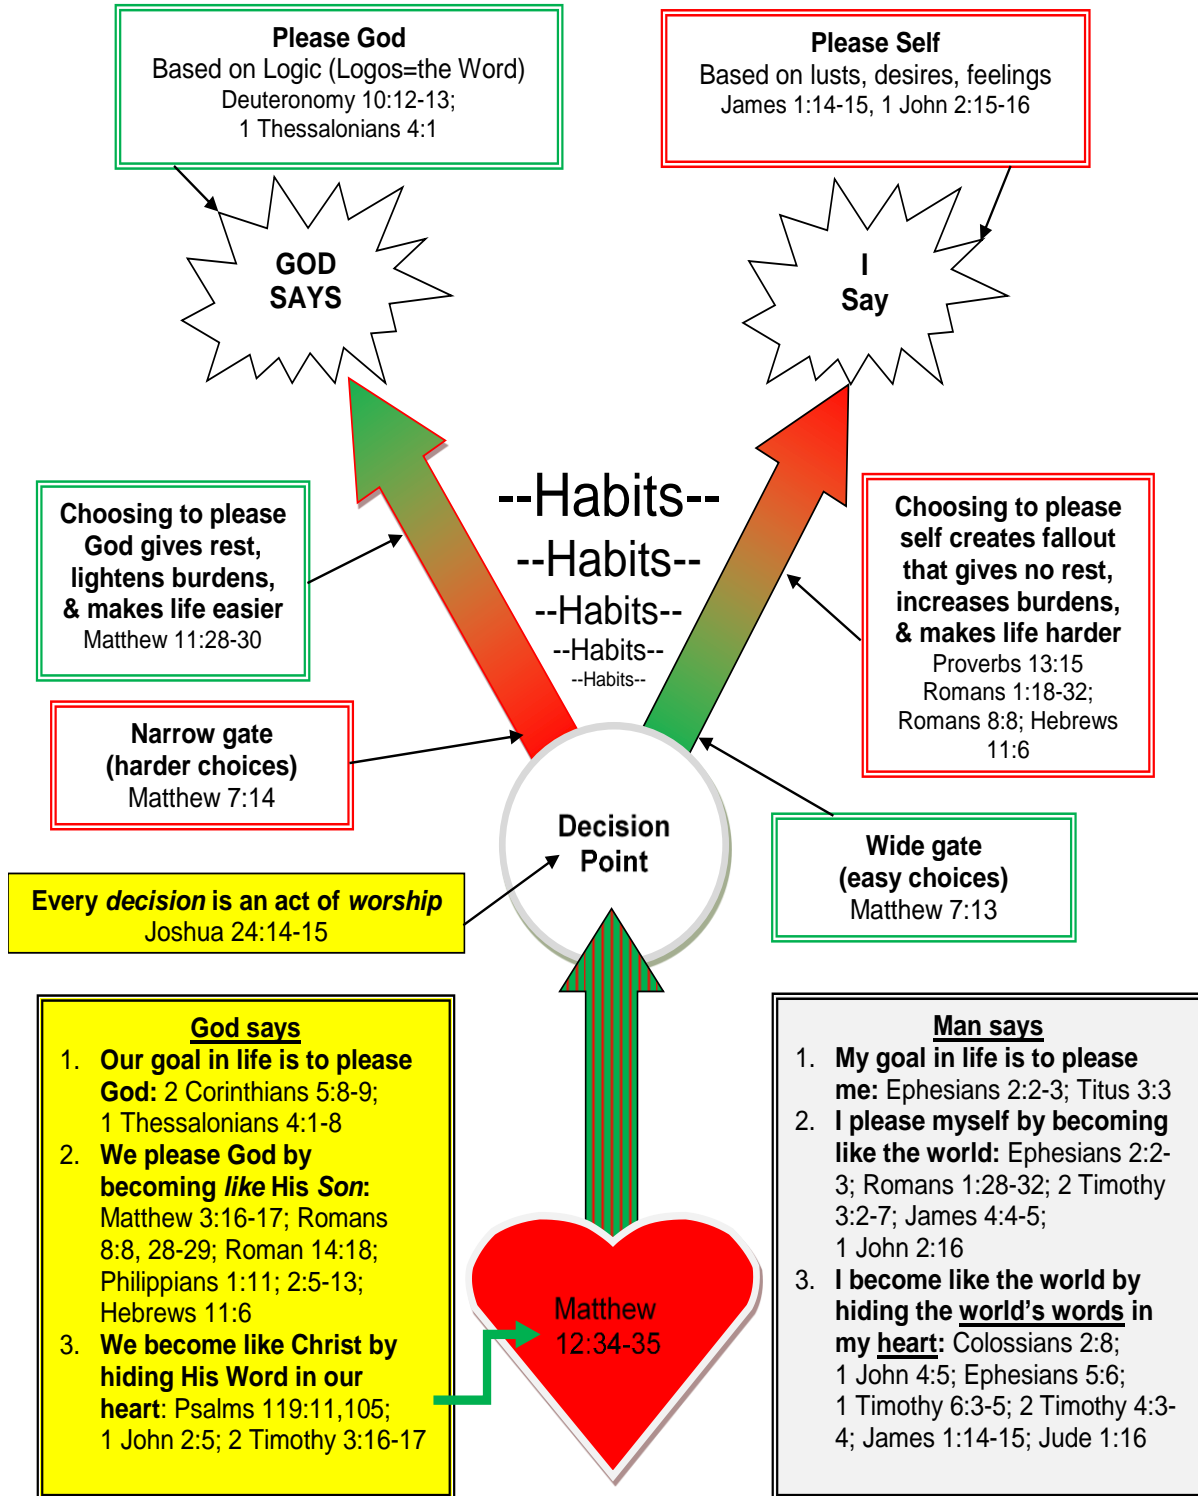 Please God
Based on Logic (Logos=the Word)
Deuteronomy 10:12-13;
1 Thessalonians 4:1
Please Self
Based on lusts, desires, feelings
James 1:14-15, 1 John 2:15-16
GOD
SAYS
I
Say
--Habits--
--Habits--
--Habits--
--Habits--
--Habits--
Choosing to please
God gives rest,
lightens burdens,
& makes life easier
Matthew 11:28-30
Choosing to please
self creates fallout
that gives no rest,
increases burdens,
& makes life harder
Proverbs 13:15
Romans 1:18-32;
Romans 8:8; Hebrews
11:6
Narrow gate
(harder choices)
Matthew 7:14
Decision
Point
Wide gate
(easy choices)
Matthew 7:13
Every decision is an act of worship
Joshua 24:14-15
God says
1. Our goal in life is to please
God: 2 Corinthians 5:8-9;
1 Thessalonians 4:1-8
2. We please God by
becoming like His Son:
Matthew 3:16-17; Romans
8:8, 28-29; Roman 14:18;
Philippians 1:11; 2:5-13;
Hebrews 11:6
3. We become like Christ by
hiding His Word in our
heart: Psalms 119:11,105;
1 John 2:5; 2 Timothy 3:16-17
Matthew
12:34-35
Man says
1. My goal in life is to please
me: Ephesians 2:2-3; Titus 3:3
2. I please myself by becoming
like the world: Ephesians 2:2-
3; Romans 1:28-32; 2 Timothy
3:2-7; James 4:4-5;
1 John 2:16
3. I become like the world by
hiding the world's words in
my heart: Colossians 2:8;
1 John 4:5; Ephesians 5:6;
1 Timothy 6:3-5; 2 Timothy 4:3-
4; James 1:14-15; Jude 1:16